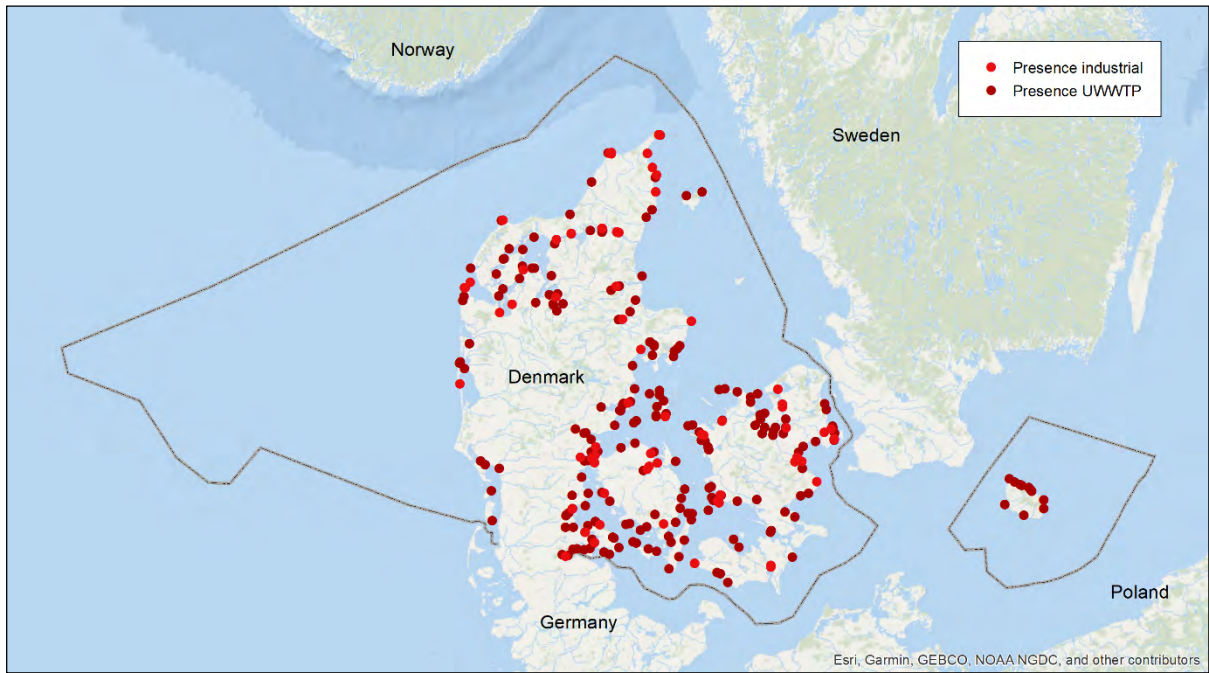 Norway
Presence industrial
Presence UWWTP
Sweden
Denmark
Poland
Germany
Esri, Garmin, GEBCO, NOAA NGDC, and other contributors